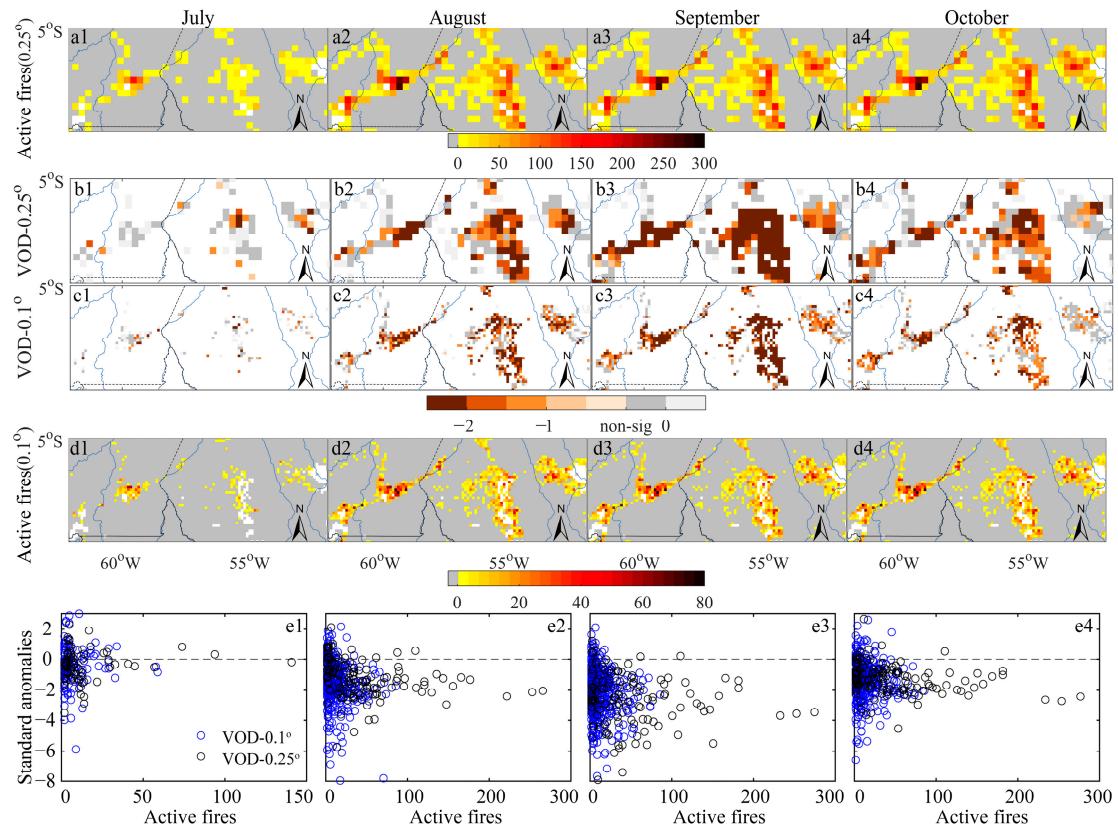 July August September October
5°S
Active fires(0.25°)
a1 a2 a3 a4
N N N N
0 50 100 150 200 250 300
5°S
VOD-0.25°
b1 b2 b3 b4
N N N N
5°S
VOD-0.1°
c1 c2 c3 c4
N N N N
−2 −1 non-sig 0
5°S
Active fires(0.1°)
d1 d2 d3 d4
N N N N
60°W 55°W 60°W 55°W 60°W 55°W 60°W 55°W
0 20 40 60 80
Standard anomalies
2
0
−2
−4
−6
−8
e1 e2 e3 e4
VOD-0.1°
VOD-0.25°
0 50 100 150 0 100 200 300 0 100 200 300 0 100 200 300
Active fires Active fires Active fires Active fires